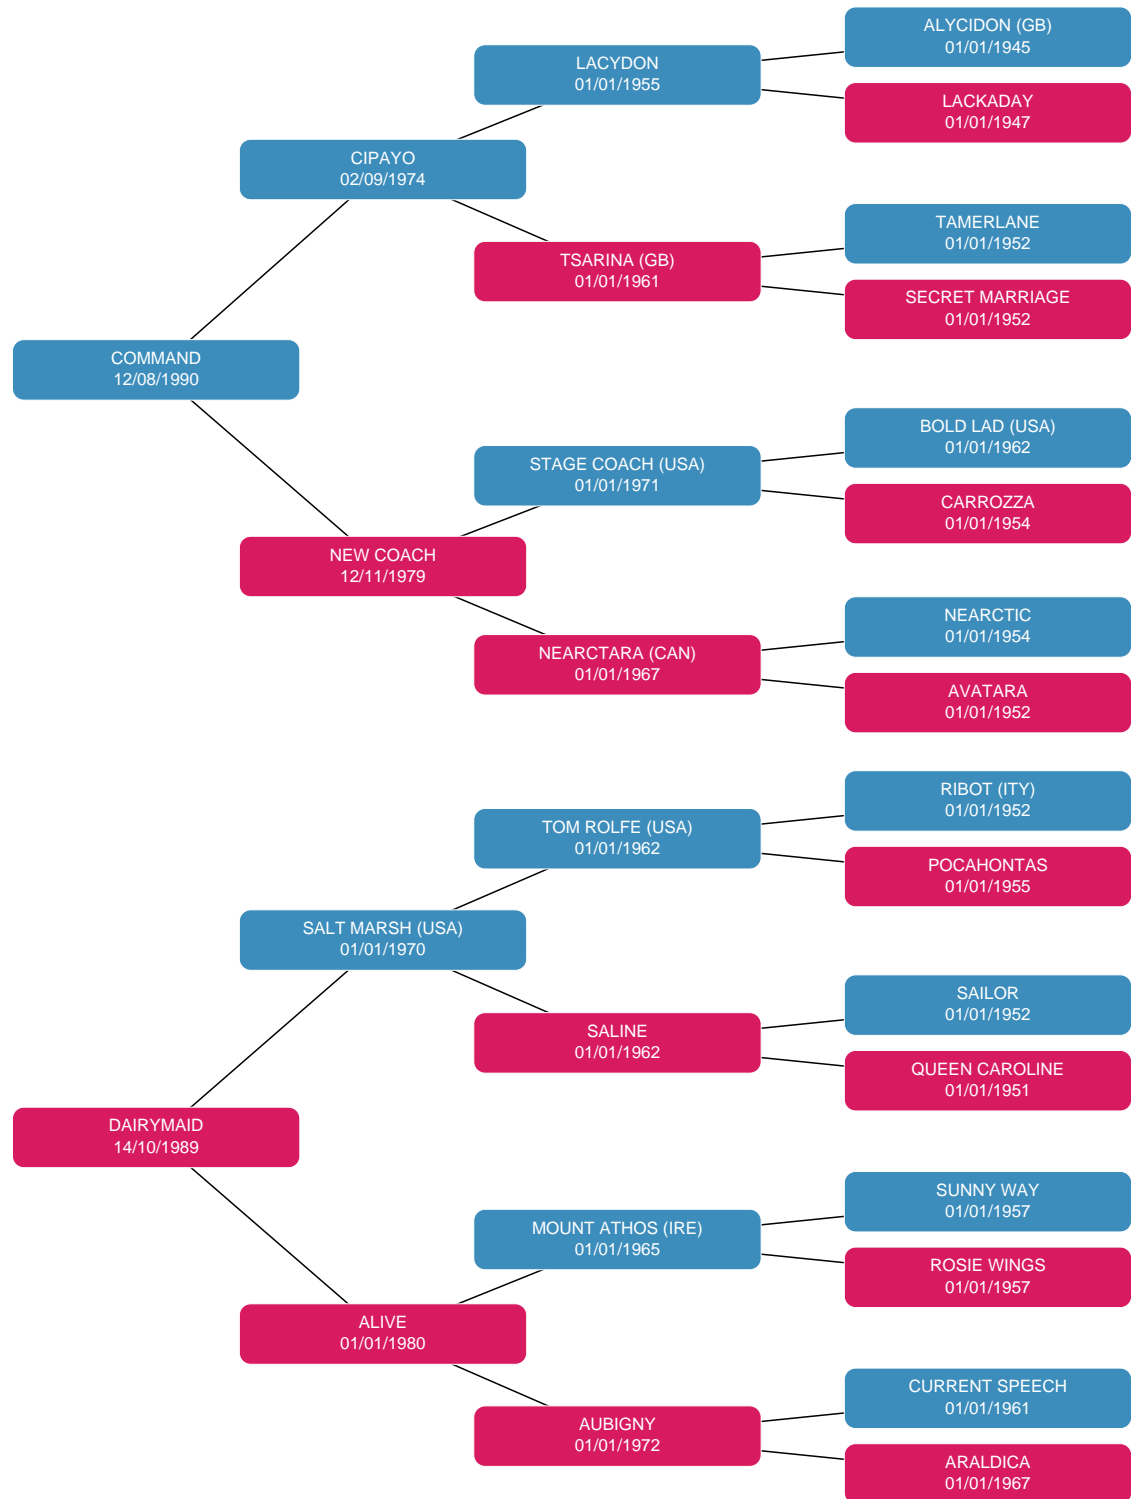 ALYCIDON (GB)
01/01/1945
LACYDON
01/01/1955
LACKADAY
01/01/1947
CIPAYO
02/09/1974
TAMERLANE
01/01/1952
TSARINA (GB)
01/01/1961
SECRET MARRIAGE
01/01/1952
COMMAND
12/08/1990
BOLD LAD (USA)
01/01/1962
STAGE COACH (USA)
01/01/1971
CARROZZA
01/01/1954
NEW COACH
12/11/1979
NEARCTIC
01/01/1954
NEARCTARA (CAN)
01/01/1967
AVATARA
01/01/1952
RIBOT (ITY)
01/01/1952
TOM ROLFE (USA)
01/01/1962
POCAHONTAS
01/01/1955
SALT MARSH (USA)
01/01/1970
SAILOR
01/01/1952
SALINE
01/01/1962
QUEEN CAROLINE
01/01/1951
DAIRYMAID
14/10/1989
SUNNY WAY
01/01/1957
MOUNT ATHOS (IRE)
01/01/1965
ROSIE WINGS
01/01/1957
ALIVE
01/01/1980
CURRENT SPEECH
01/01/1961
AUBIGNY
01/01/1972
ARALDICA
01/01/1967